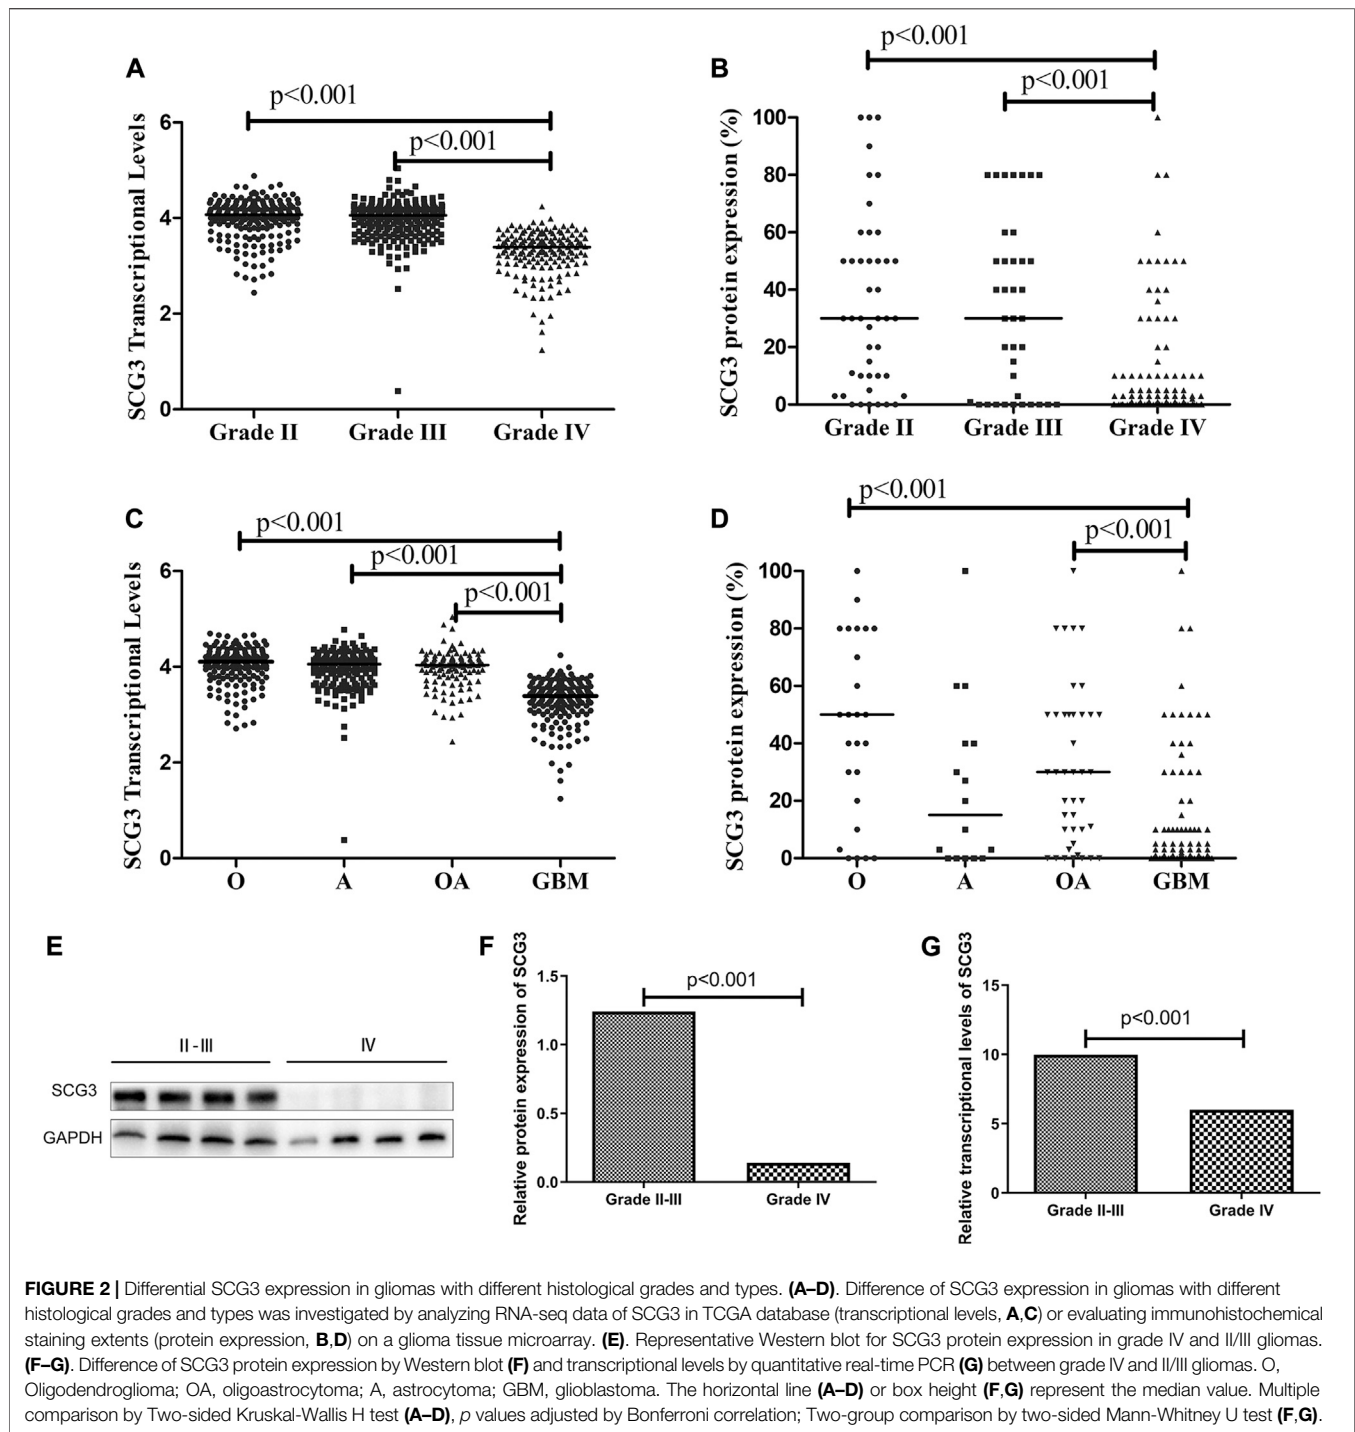 A
p<0.001
p<0.001
SCG3 Transcriptional Levels
6
4
2
0
Grade II
Grade III
Grade IV
B
p<0.001
p<0.001
SCG3 protein expression (%)
100
80
60
40
20
0
Grade II
Grade III
Grade IV
C
p<0.001
p<0.001
p<0.001
SCG3 Transcriptional Levels
6
4
2
0
O
A
OA
GBM
D
p<0.001
p<0.001
SCG3 protein expression (%)
100
80
60
40
20
0
O
A
OA
GBM
E
II - III
IV
SCG3
GAPDH
F
Relative protein expression of SCG3
1.5
1.0
0.5
0.0
p<0.001
Grade II-III
Grade IV
G
Relative transcriptional levels of SCG3
15
10
5
0
p<0.001
Grade II-III
Grade IV
FIGURE 2 | Differential SCG3 expression in gliomas with different histological grades and types. (A–D). Difference of SCG3 expression in gliomas with different
histological grades and types was investigated by analyzing RNA-seq data of SCG3 in TCGA database (transcriptional levels, A,C) or evaluating immunohistochemical
staining extents (protein expression, B,D) on a glioma tissue microarray. (E). Representative Western blot for SCG3 protein expression in grade IV and II/III gliomas.
(F–G). Difference of SCG3 protein expression by Western blot (F) and transcriptional levels by quantitative real-time PCR (G) between grade IV and II/III gliomas. O,
Oligodendroglioma; OA, oligoastrocytoma; A, astrocytoma; GBM, glioblastoma. The horizontal line (A–D) or box height (F,G) represent the median value. Multiple
comparison by Two-sided Kruskal-Wallis H test (A–D), p values adjusted by Bonferroni correlation; Two-group comparison by two-sided Mann-Whitney U test (F,G).